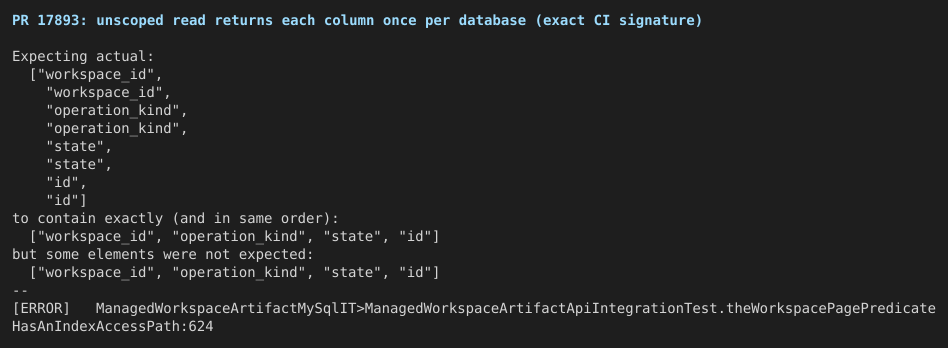 PR 17893: unscoped read returns each column once per database (exact CI signature)
Expecting actual:
  ["workspace_id",
    "workspace_id",
    "operation_kind",
    "operation_kind",
    "state",
    "state",
    "id",
    "id"]
to contain exactly (and in same order):
  ["workspace_id", "operation_kind", "state", "id"]
but some elements were not expected:
  ["workspace_id", "operation_kind", "state", "id"]
--
[ERROR]   ManagedWorkspaceArtifactMySqlIT>ManagedWorkspaceArtifactApiIntegrationTest.theWorkspacePagePredicate
HasAnIndexAccessPath:624